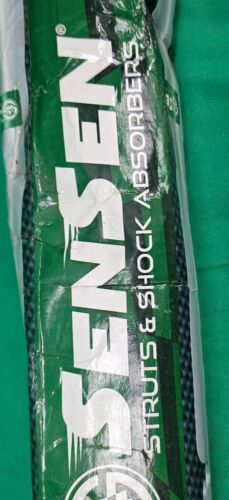 SENSEN®
STRUTS & SHOCK ABSORBERS